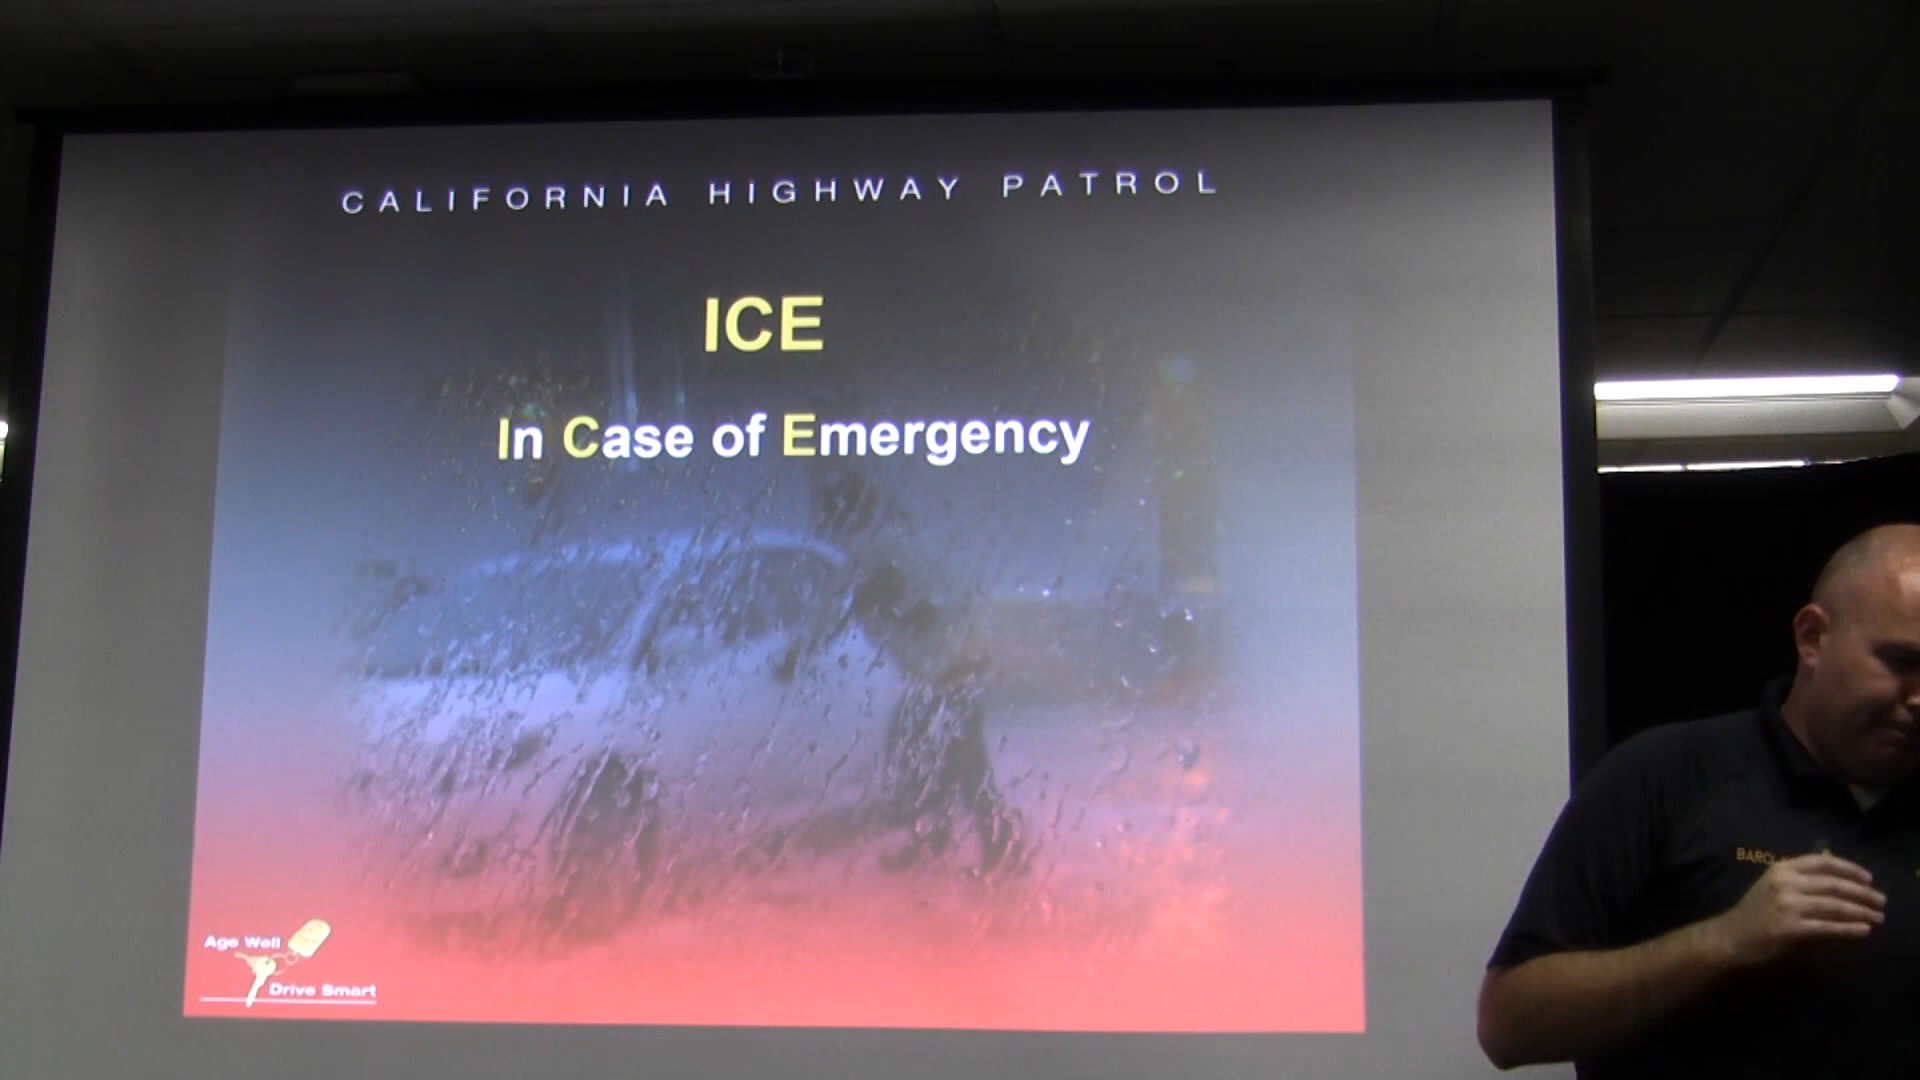 CALIFORNIA HIGHWAY PATROL
ICE
In Case of Emergency
Age Well
Drive Smart